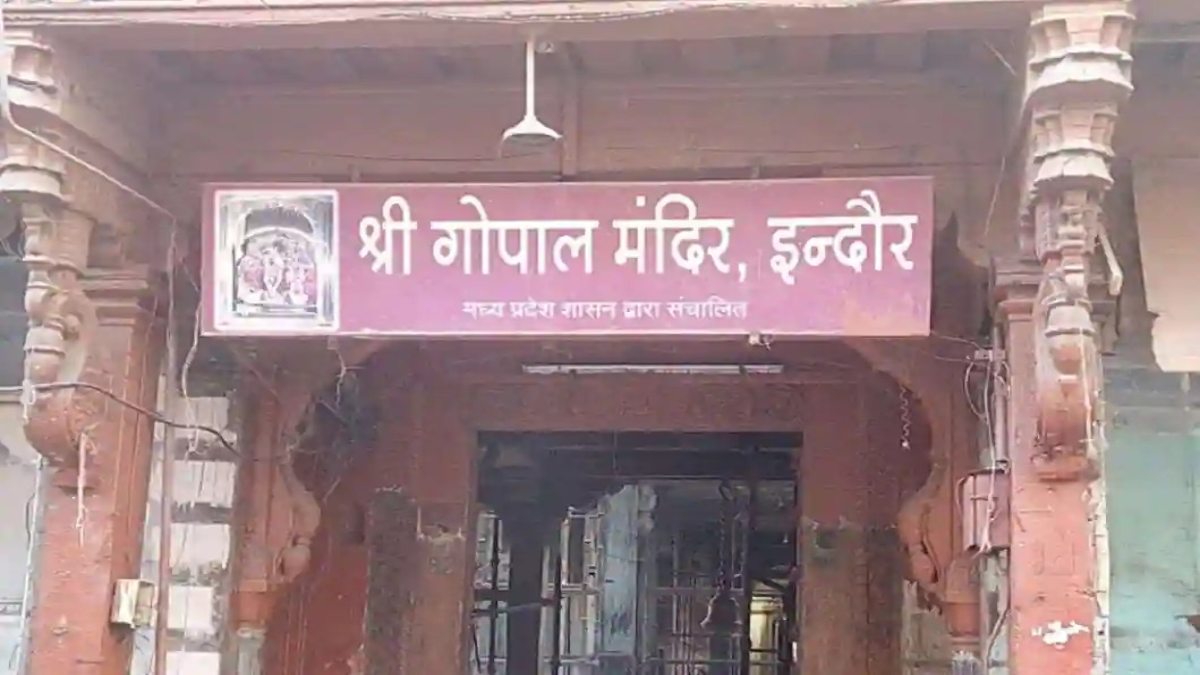 श्री गोपाल मंदिर, इन्दौर
मध्य प्रदेश शासन द्वारा संचालित